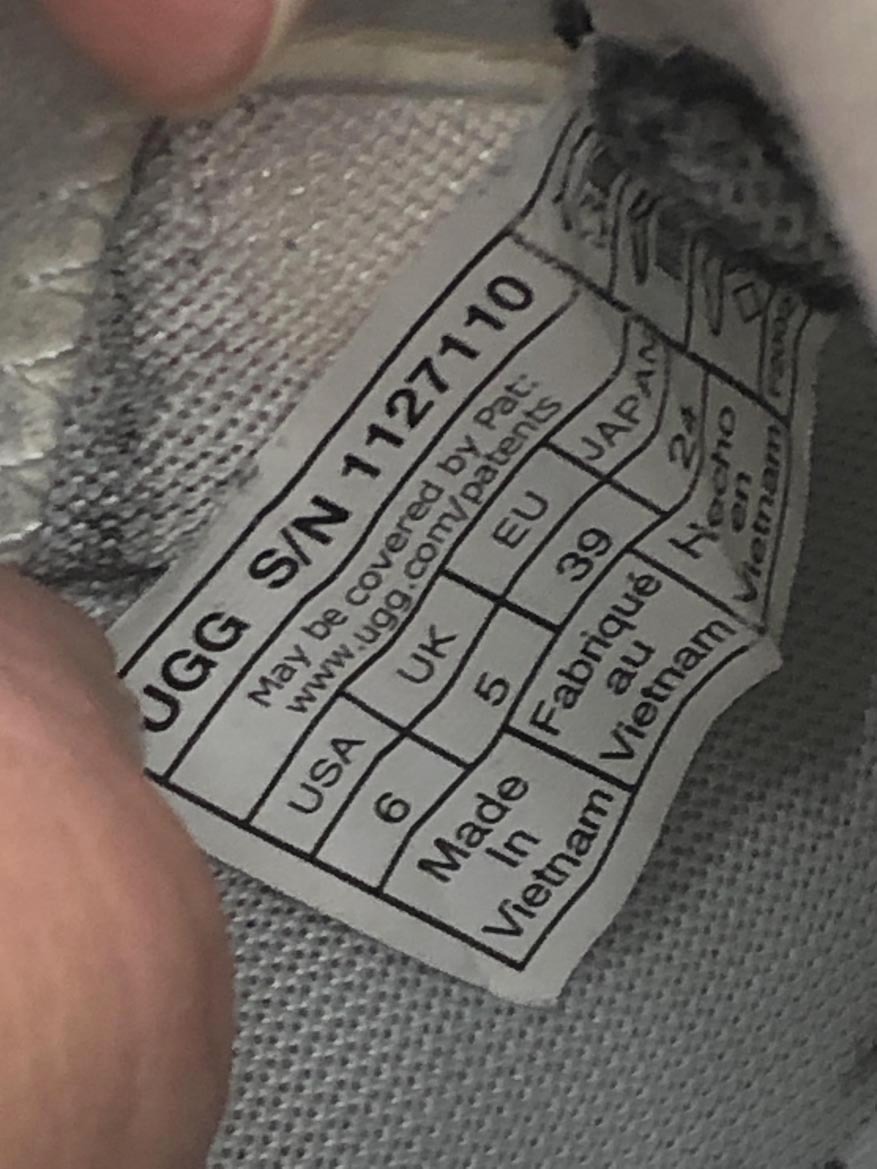 UGG S/N 1127110
May be covered by Pat:
www.ugg.com/patents
USA UK EU JAPAN
6 5 39 24
Made
In
Vietnam
Fabriqué
au
Vietnam
Hecho
en
Vietnam